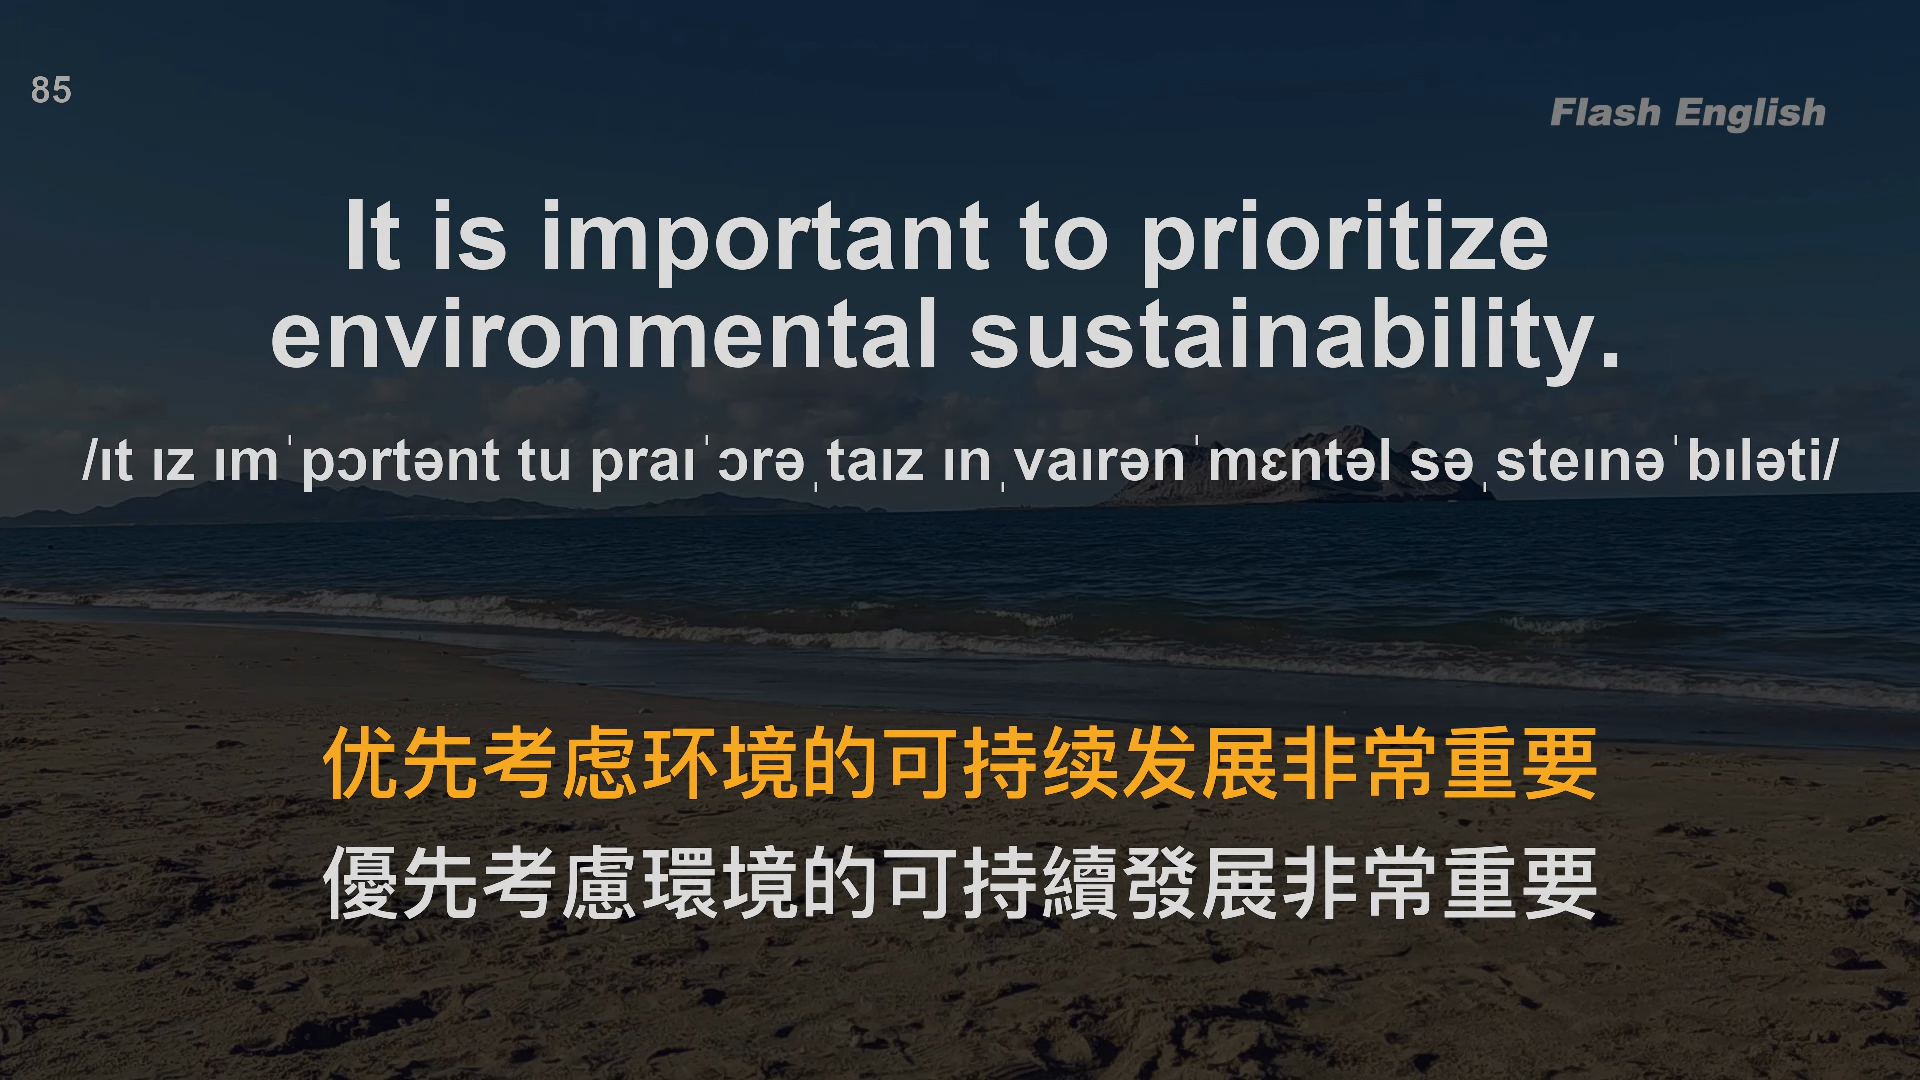 85
Flash English
It is important to prioritize
environmental sustainability.
/ɪt ɪz ɪmˈpɔrtənt tu praɪˈɔrəˌtaɪz ɪnˌvaɪrənˈmɛntəl səˌsteɪnəˈbɪləti/
优先考虑环境的可持续发展非常重要
優先考慮環境的可持續發展非常重要